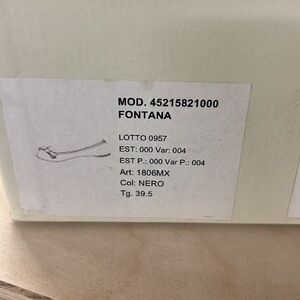 MOD. 45215821000
FONTANA
LOTTO 0957
EST: 000 Var: 004
EST P.: 000 Var P.: 004
Art: 1806MX
Col: NERO
Tg. 39.5